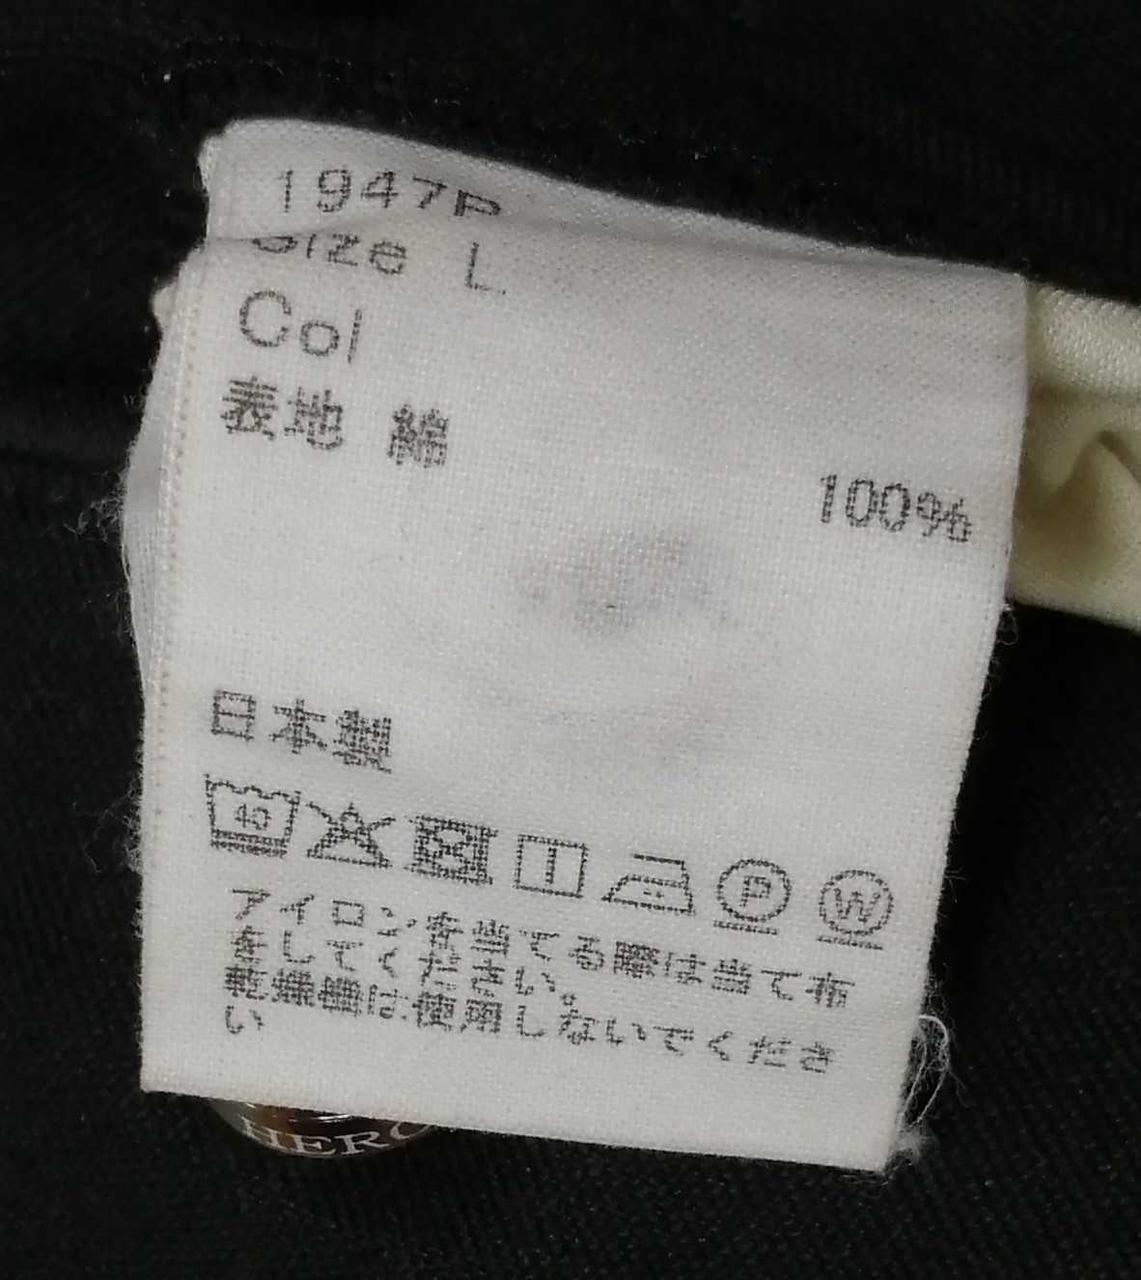 1947P
Size L
Col
表地 綿
100%
日本製
40
P W
アイロンを当てる際は当て布
をしてください。
乾燥機は使用しないでくださ
い
HERO